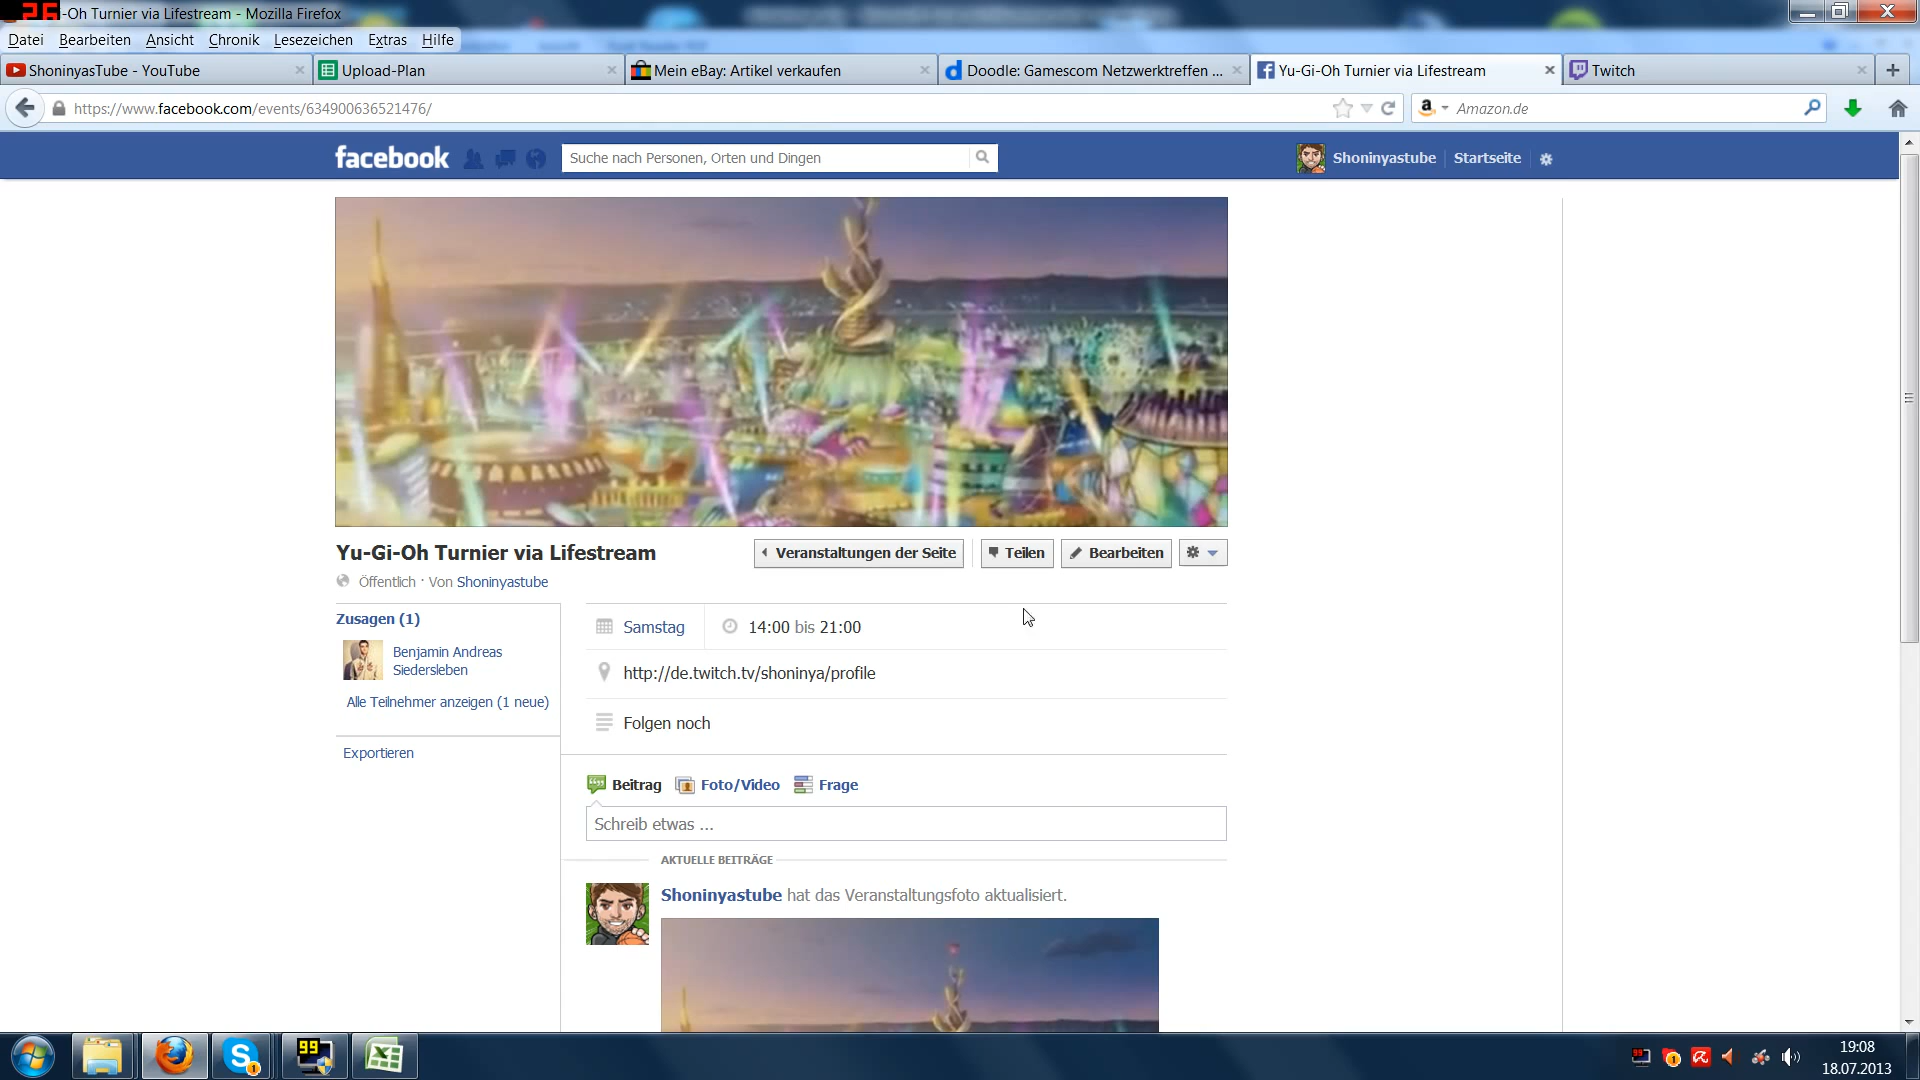 26
-Oh Turnier via Lifestream - Mozilla Firefox
Datei Bearbeiten Ansicht Chronik Lesezeichen Extras Hilfe
ShoninyasTube - YouTube
Upload-Plan
Mein eBay: Artikel verkaufen
Doodle: Gamescom Netzwerktreffen ...
Yu-Gi-Oh Turnier via Lifestream
Twitch
https://www.facebook.com/events/634900636521476/
Amazon.de
facebook
Suche nach Personen, Orten und Dingen
Shoninyastube
Startseite
Yu-Gi-Oh Turnier via Lifestream
Veranstaltungen der Seite
Teilen
Bearbeiten
Öffentlich · Von Shoninyastube
Zusagen (1)
Benjamin Andreas
Siedersleben
Alle Teilnehmer anzeigen (1 neue)
Exportieren
Samstag
14:00 bis 21:00
http://de.twitch.tv/shoninya/profile
Folgen noch
Beitrag
Foto/Video
Frage
Schreib etwas ...
AKTUELLE BEITRÄGE
Shoninyastube hat das Veranstaltungsfoto aktualisiert.
99
19:08
18.07.2013